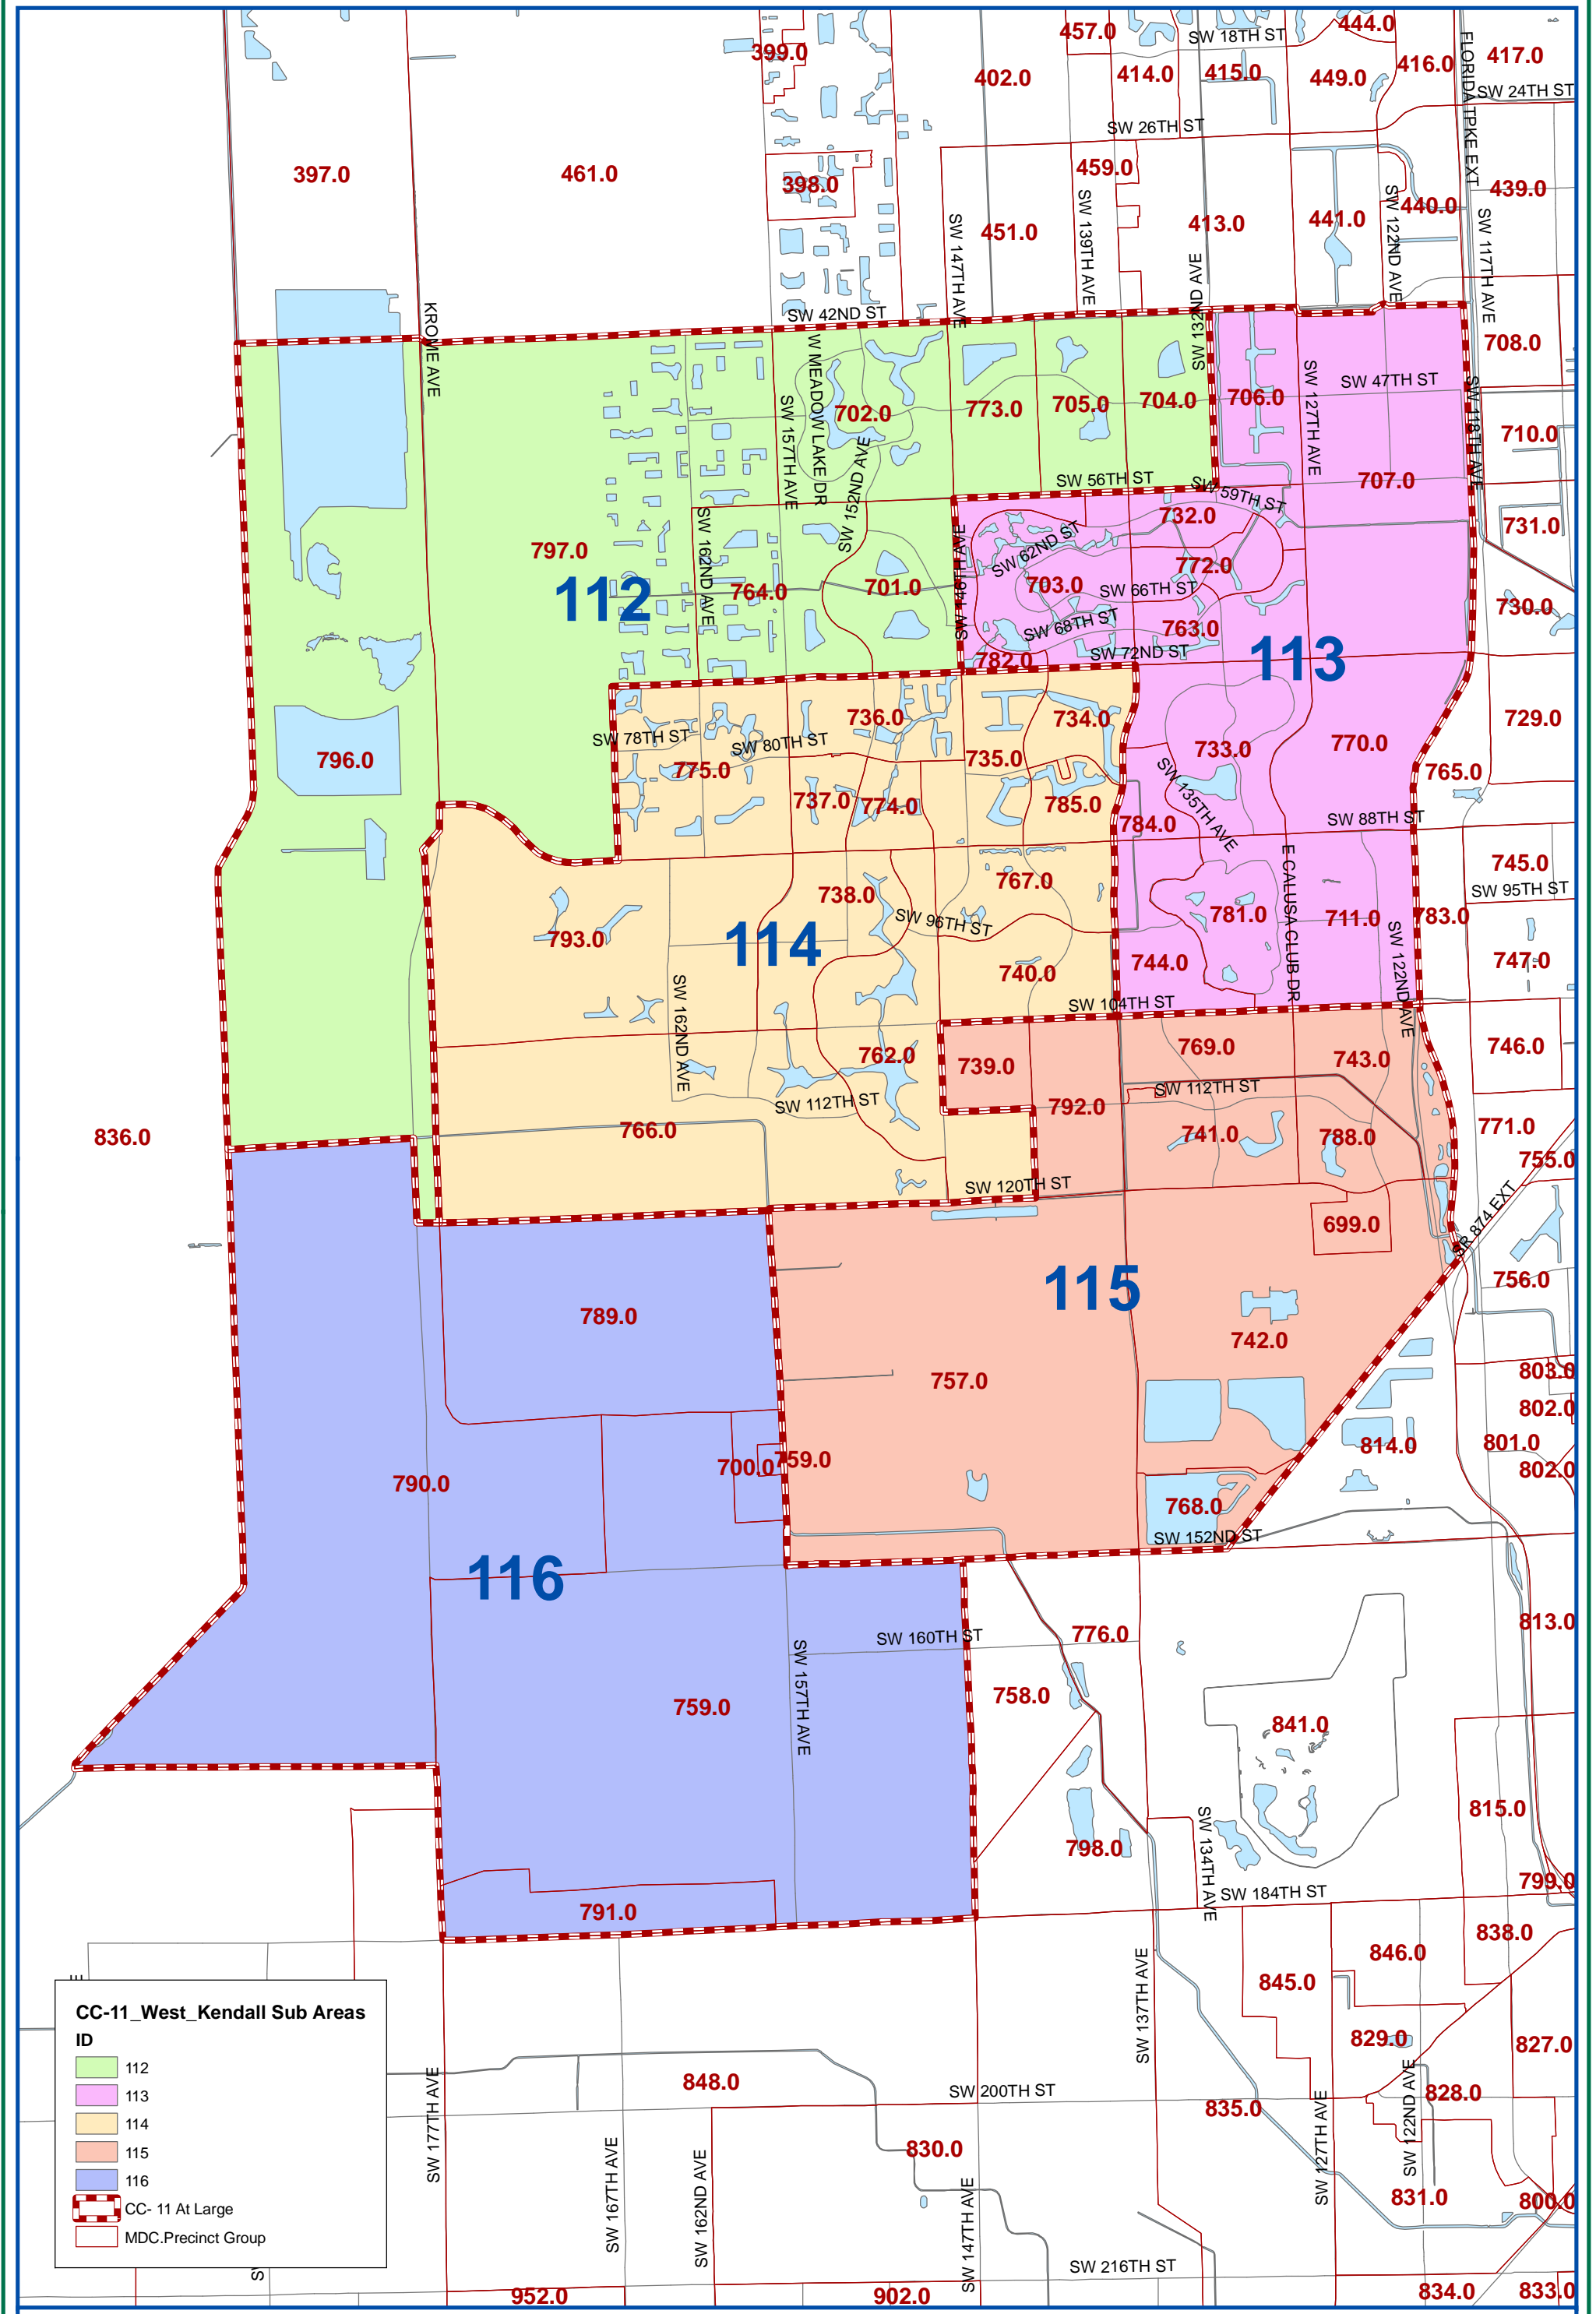 457.0
444.0
399.0
SW 18TH ST
417.0
402.0
414.0
415.0
449.0
416.0
FLORIDA TPKE EXT
SW 24TH ST
SW 26TH ST
397.0
461.0
398.0
459.0
439.0
440.0
451.0
413.0
441.0
SW 147TH AVE
SW 139TH AVE
SW 132ND AVE
SW 122ND AVE
SW 117TH AVE
KROME AVE
SW 42ND ST
708.0
SW 47TH ST
W MEADOW LAKE DR
SW 157TH AVE
702.0
773.0
705.0
704.0
706.0
SW 127TH AVE
SW 118TH AVE
710.0
SW 152ND AVE
SW 56TH ST
707.0
SW 59TH ST
732.0
731.0
797.0
SW 162ND AVE
SW 62ND ST
772.0
112
764.0
701.0
703.0
SW 66TH ST
730.0
SW 68TH ST
763.0
782.0
SW 72ND ST
113
736.0
734.0
729.0
SW 78TH ST
SW 80TH ST
733.0
770.0
796.0
775.0
735.0
765.0
737.0
774.0
785.0
SW 135TH AVE
784.0
SW 88TH ST
745.0
738.0
767.0
E CALUSA CLUB DR
SW 95TH ST
793.0
114
SW 96TH ST
781.0
711.0
783.0
SW 122ND AVE
740.0
744.0
747.0
SW 162ND AVE
SW 104TH ST
762.0
739.0
769.0
743.0
746.0
SW 112TH ST
792.0
SW 112TH ST
836.0
766.0
741.0
788.0
771.0
755.0
SW 120TH ST
699.0
SR 874 EXT
115
756.0
789.0
742.0
757.0
803.0
802.0
790.0
700.0
759.0
814.0
801.0
802.0
768.0
SW 152ND ST
116
SW 160TH ST
776.0
813.0
SW 157TH AVE
759.0
758.0
841.0
815.0
798.0
SW 134TH AVE
799.0
791.0
SW 184TH ST
838.0
846.0
845.0
SW 137TH AVE
CC-11_West_Kendall Sub Areas
ID
112
113
114
115
116
CC- 11 At Large
MDC.Precinct Group
829.0
827.0
SW 177TH AVE
848.0
SW 200TH ST
835.0
828.0
SW 122ND AVE
SW 127TH AVE
830.0
SW 167TH AVE
SW 162ND AVE
SW 147TH AVE
831.0
800.0
SW 216TH ST
952.0
902.0
834.0
833.0